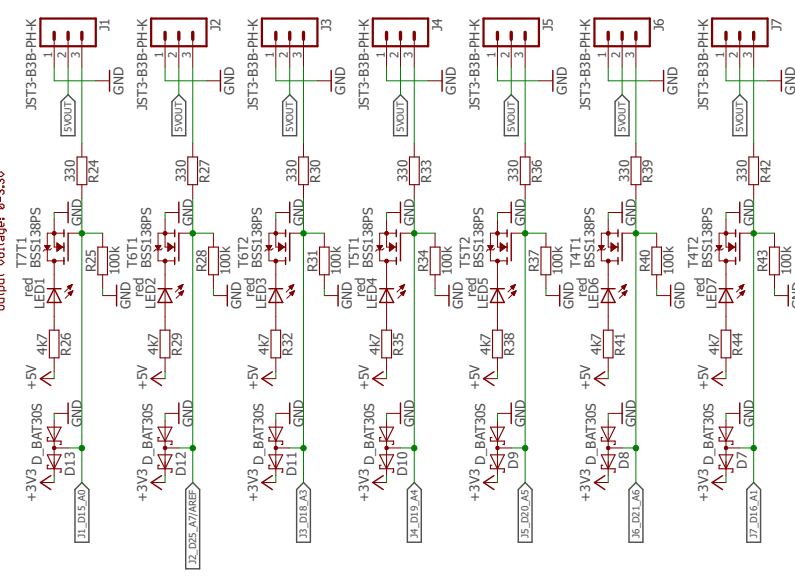 JST3-B3B-PH-K
1
2
3
J1
GND
5VOUT
330
R24
GND
T7T1
BSS138PS
R25
100k
GND
red
LED1
4k7
R26
+5V
D_BAT30S
GND
+3V3
D13
J1_D15_A0
JST3-B3B-PH-K
1
2
3
J2
GND
5VOUT
330
R27
GND
T6T1
BSS138PS
R28
100k
GND
red
LED2
4k7
R29
+5V
D_BAT30S
GND
+3V3
D12
J2_D25_A7/AREF
JST3-B3B-PH-K
1
2
3
J3
GND
5VOUT
330
R30
GND
T6T2
BSS138PS
R31
100k
GND
red
LED3
4k7
R32
+5V
D_BAT30S
GND
+3V3
D11
J3_D18_A3
JST3-B3B-PH-K
1
2
3
J4
GND
5VOUT
330
R33
GND
T5T1
BSS138PS
R34
100k
GND
red
LED4
4k7
R35
+5V
D_BAT30S
GND
+3V3
D10
J4_D19_A4
JST3-B3B-PH-K
1
2
3
J5
GND
5VOUT
330
R36
GND
T5T2
BSS138PS
R37
100k
GND
red
LED5
4k7
R38
+5V
D_BAT30S
GND
+3V3
D9
J5_D20_A5
JST3-B3B-PH-K
1
2
3
J6
GND
5VOUT
330
R39
GND
T4T1
BSS138PS
R40
100k
GND
red
LED6
4k7
R41
+5V
D_BAT30S
GND
+3V3
D8
J6_D21_A6
JST3-B3B-PH-K
1
2
3
J7
GND
5VOUT
330
R42
GND
T4T2
BSS138PS
R43
100k
red
LED7
4k7
R44
+5V
D_BAT30S
GND
+3V3
D7
J7_D16_A1